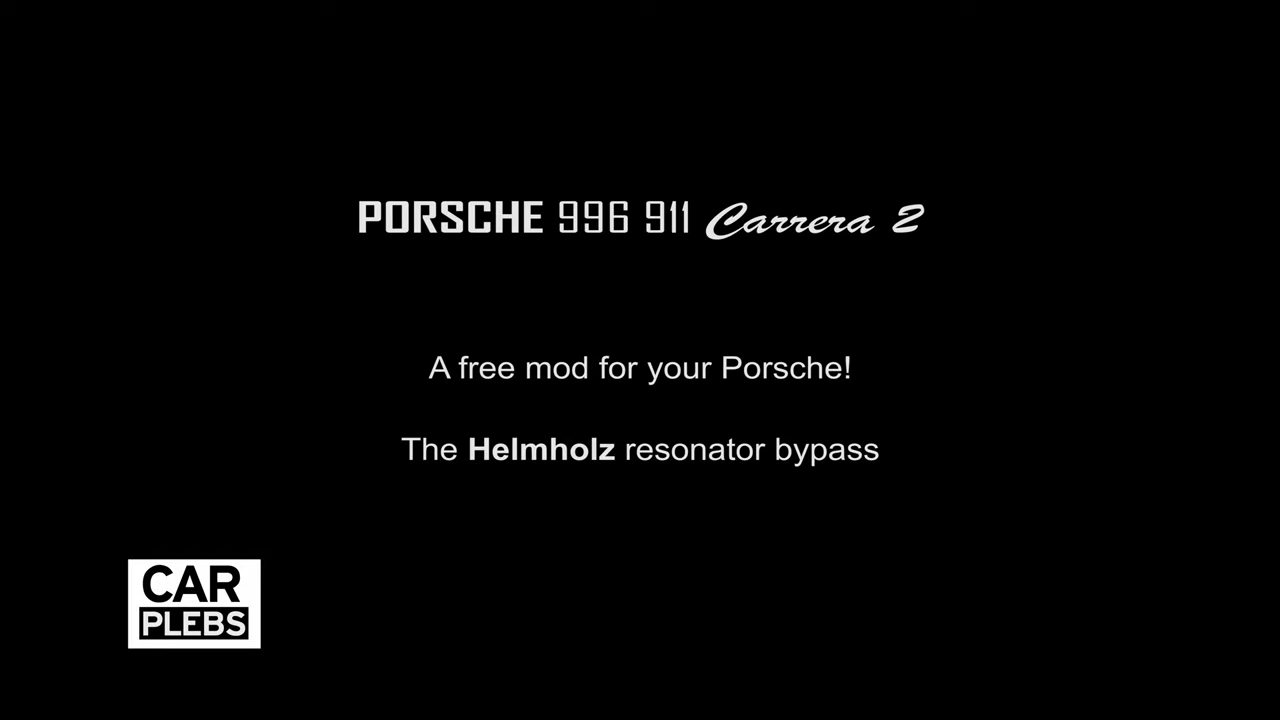 PORSCHE 996 911 Carrera 2
A free mod for your Porsche!
The Helmholz resonator bypass
CAR
PLEBS